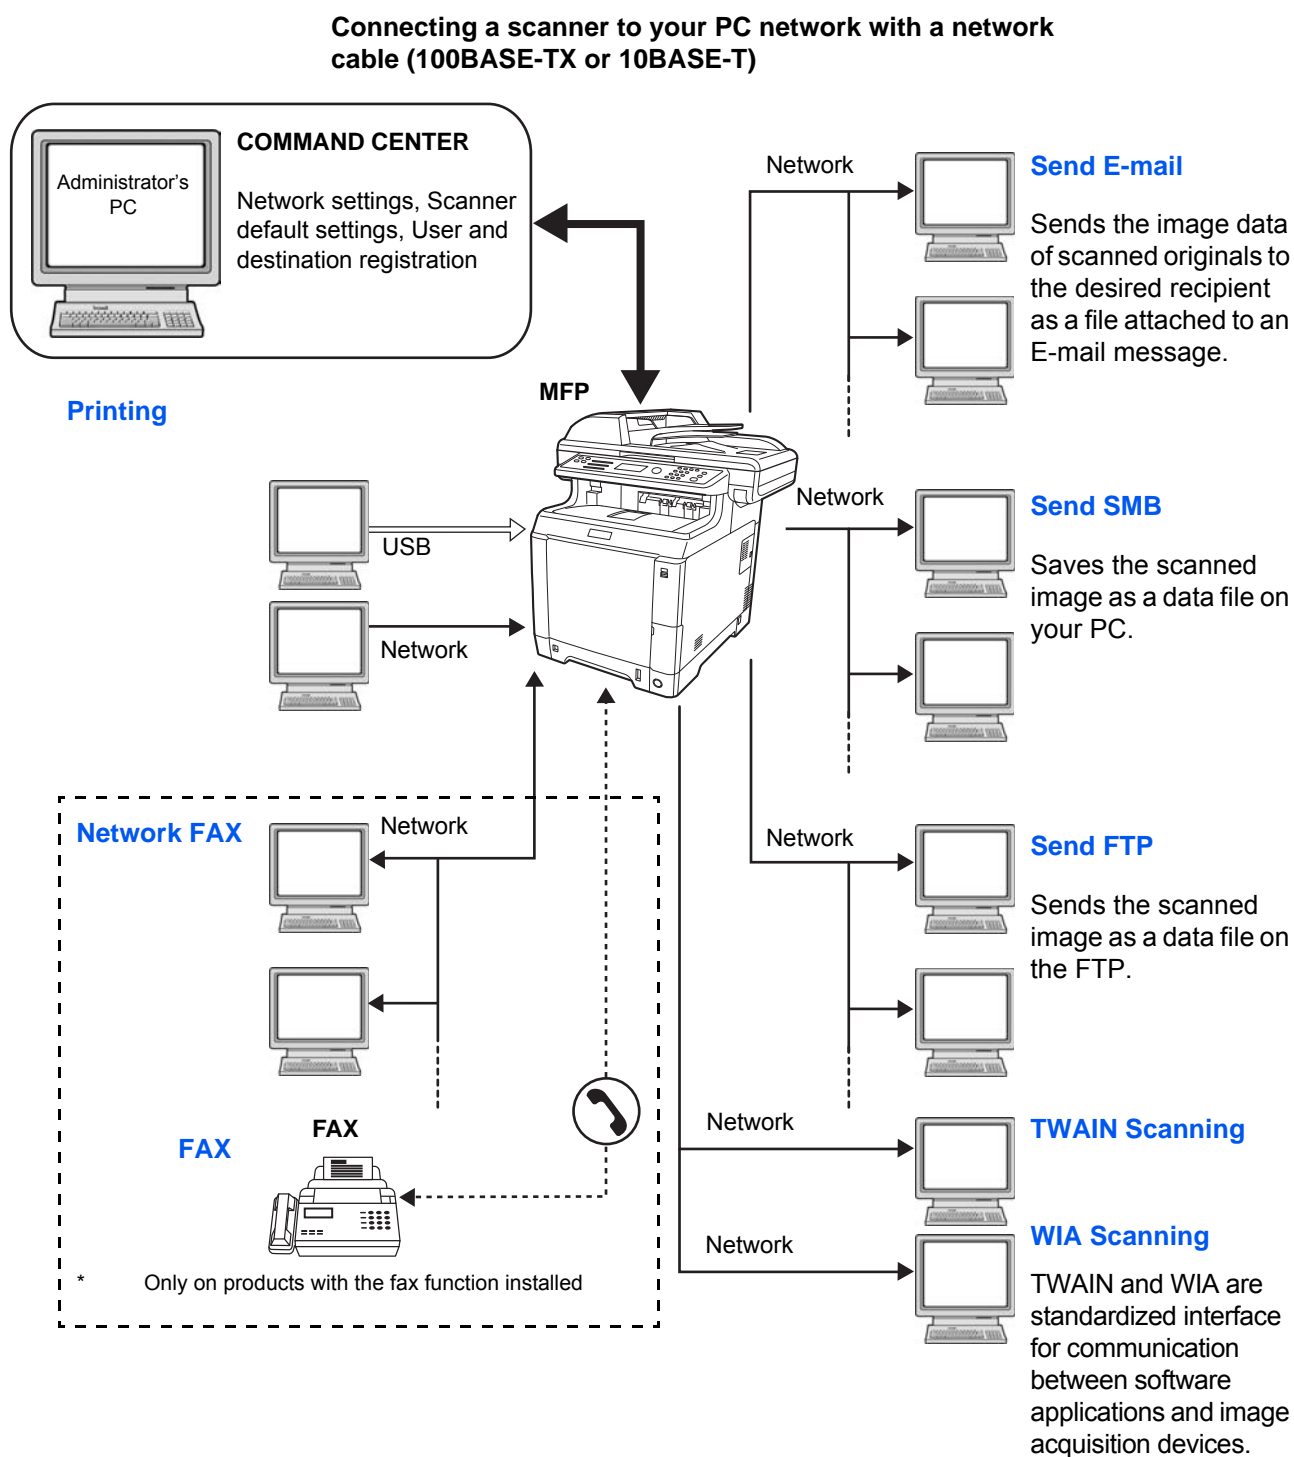 Connecting a scanner to your PC network with a network
cable (100BASE-TX or 10BASE-T)
Administrator's
PC
COMMAND CENTER
Network settings, Scanner
default settings, User and
destination registration
Network
Send E-mail
Sends the image data
of scanned originals to
the desired recipient
as a file attached to an
E-mail message.
Printing
MFP
USB
Network
Network
Send SMB
Saves the scanned
image as a data file on
your PC.
Network FAX
Network
Network
Send FTP
Sends the scanned
image as a data file on
the FTP.
FAX
FAX
* Only on products with the fax function installed
Network
TWAIN Scanning
Network
WIA Scanning
TWAIN and WIA are
standardized interface
for communication
between software
applications and image
acquisition devices.